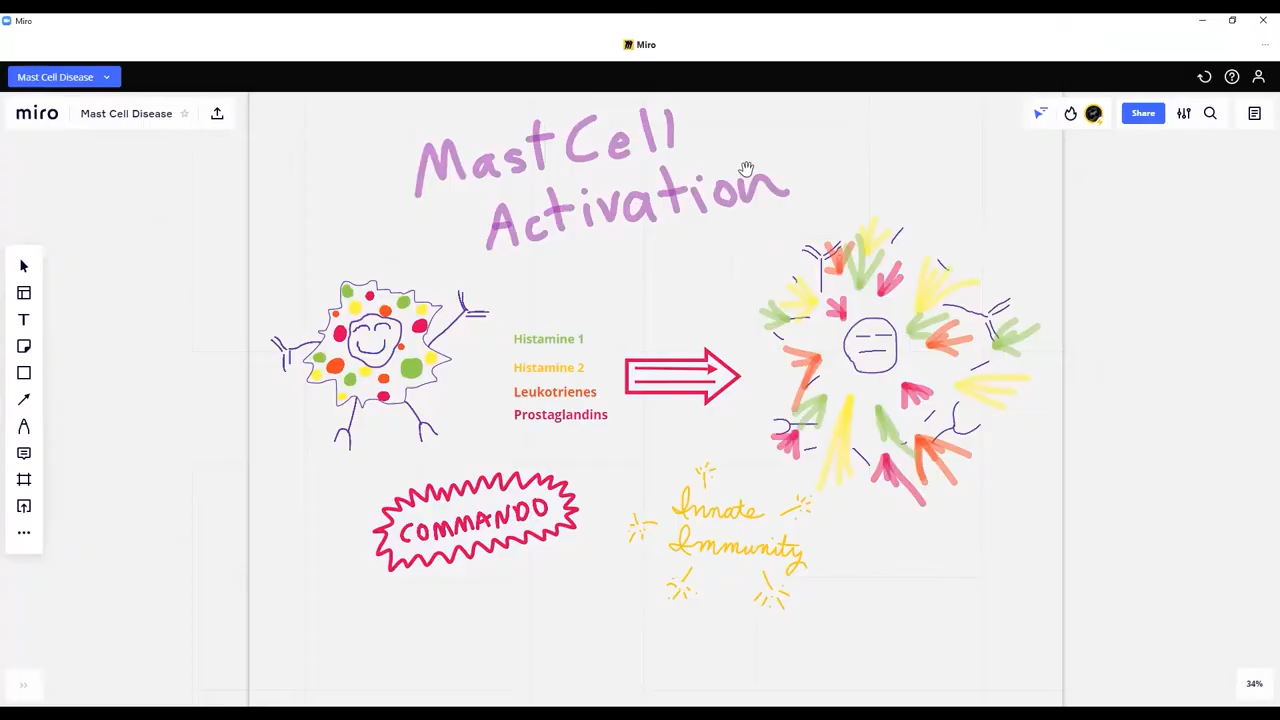 Miro
Miro
Mast Cell Disease
miro
Mast Cell Disease
Share
T
Mast Cell
Activation
Histamine 1
Histamine 2
Leukotrienes
Prostaglandins
COMMANDO
Innate
Immunity
34%